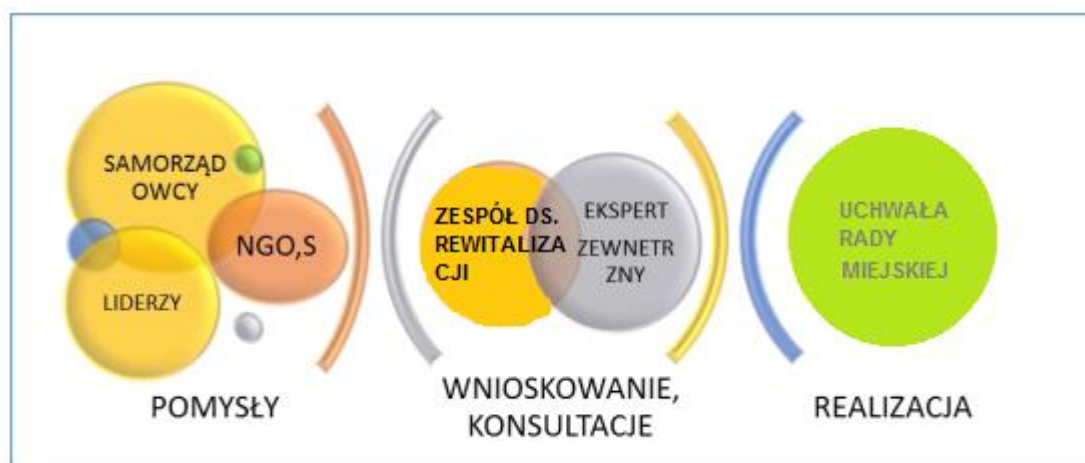 SAMORZĄD
OWCY
NGO,S
LIDERZY
POMYSŁY
ZESPÓŁ DS.
REWITALIZA
CJI
EKSPERT
ZEWNETR
ZNY
WNIOSKOWANIE,
KONSULTACJE
UCHWAŁA
RADY
MIEJSKIEJ
REALIZACJA